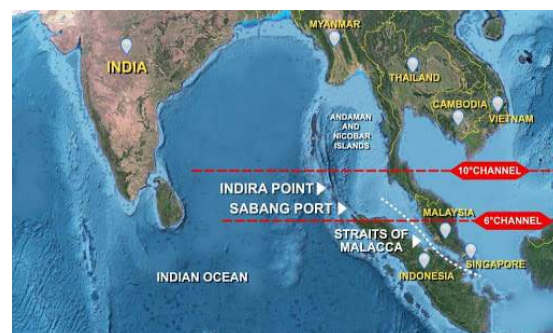 MYANMAR
INDIA
THAILAND
CAMBODIA
VIETNAM
ANDAMAN
AND
NICOBAR
ISLANDS
10°CHANNEL
INDIRA POINT
SABANG PORT
MALAYSIA
6°CHANNEL
STRAITS OF
MALACCA
SINGAPORE
INDONESIA
INDIAN OCEAN